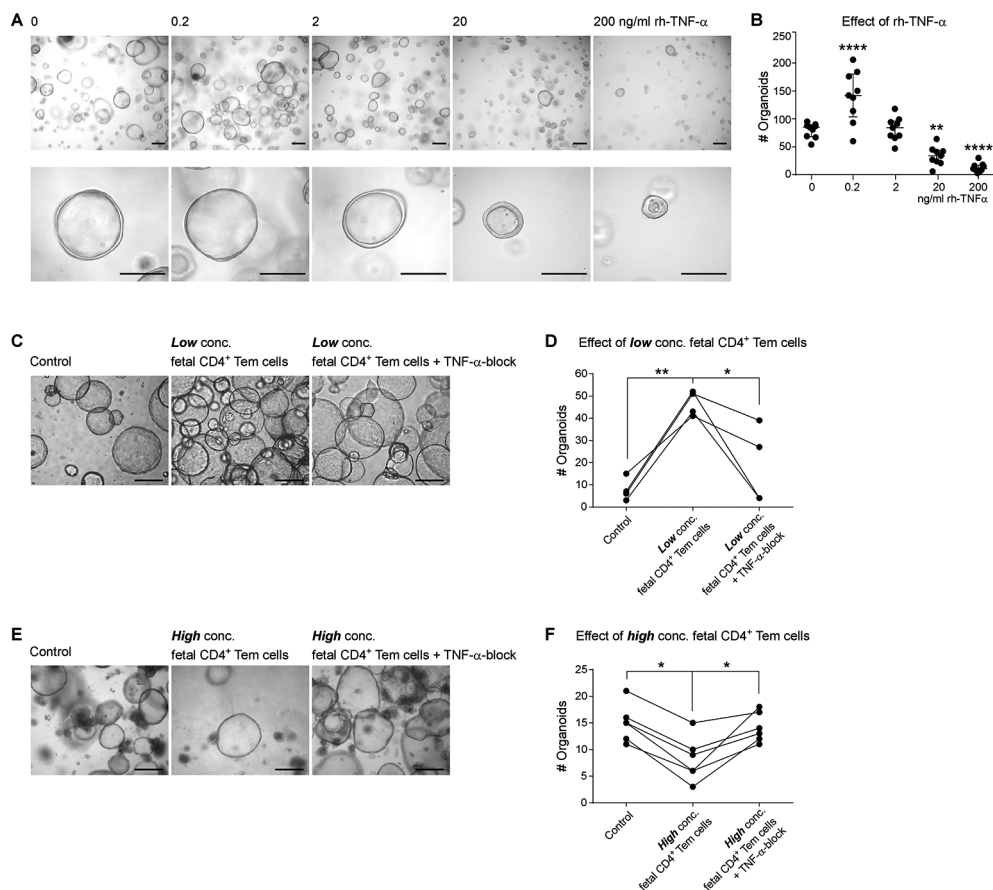 A
0
0.2
2
20
200 ng/ml rh-TNF-α
B
Effect of rh-TNF-α
# Organoids
250
200
150
100
50
0
****
**
****
0
0.2
2
20
200
ng/ml rh-TNFα
C
Control
Low conc.
fetal CD4+ Tem cells
Low conc.
fetal CD4+ Tem cells + TNF-α-block
D
Effect of low conc. fetal CD4+ Tem cells
# Organoids
60
50
40
30
20
10
0
**
*
Control
Low conc.
fetal CD4+ Tem cells
Low conc.
fetal CD4+ Tem cells
+ TNF-α-block
E
Control
High conc.
fetal CD4+ Tem cells
High conc.
fetal CD4+ Tem cells + TNF-α-block
F
Effect of high conc. fetal CD4+ Tem cells
# Organoids
25
20
15
10
5
0
*
*
Control
High conc.
fetal CD4+ Tem cells
High conc.
fetal CD4+ Tem cells
+ TNF-α-block